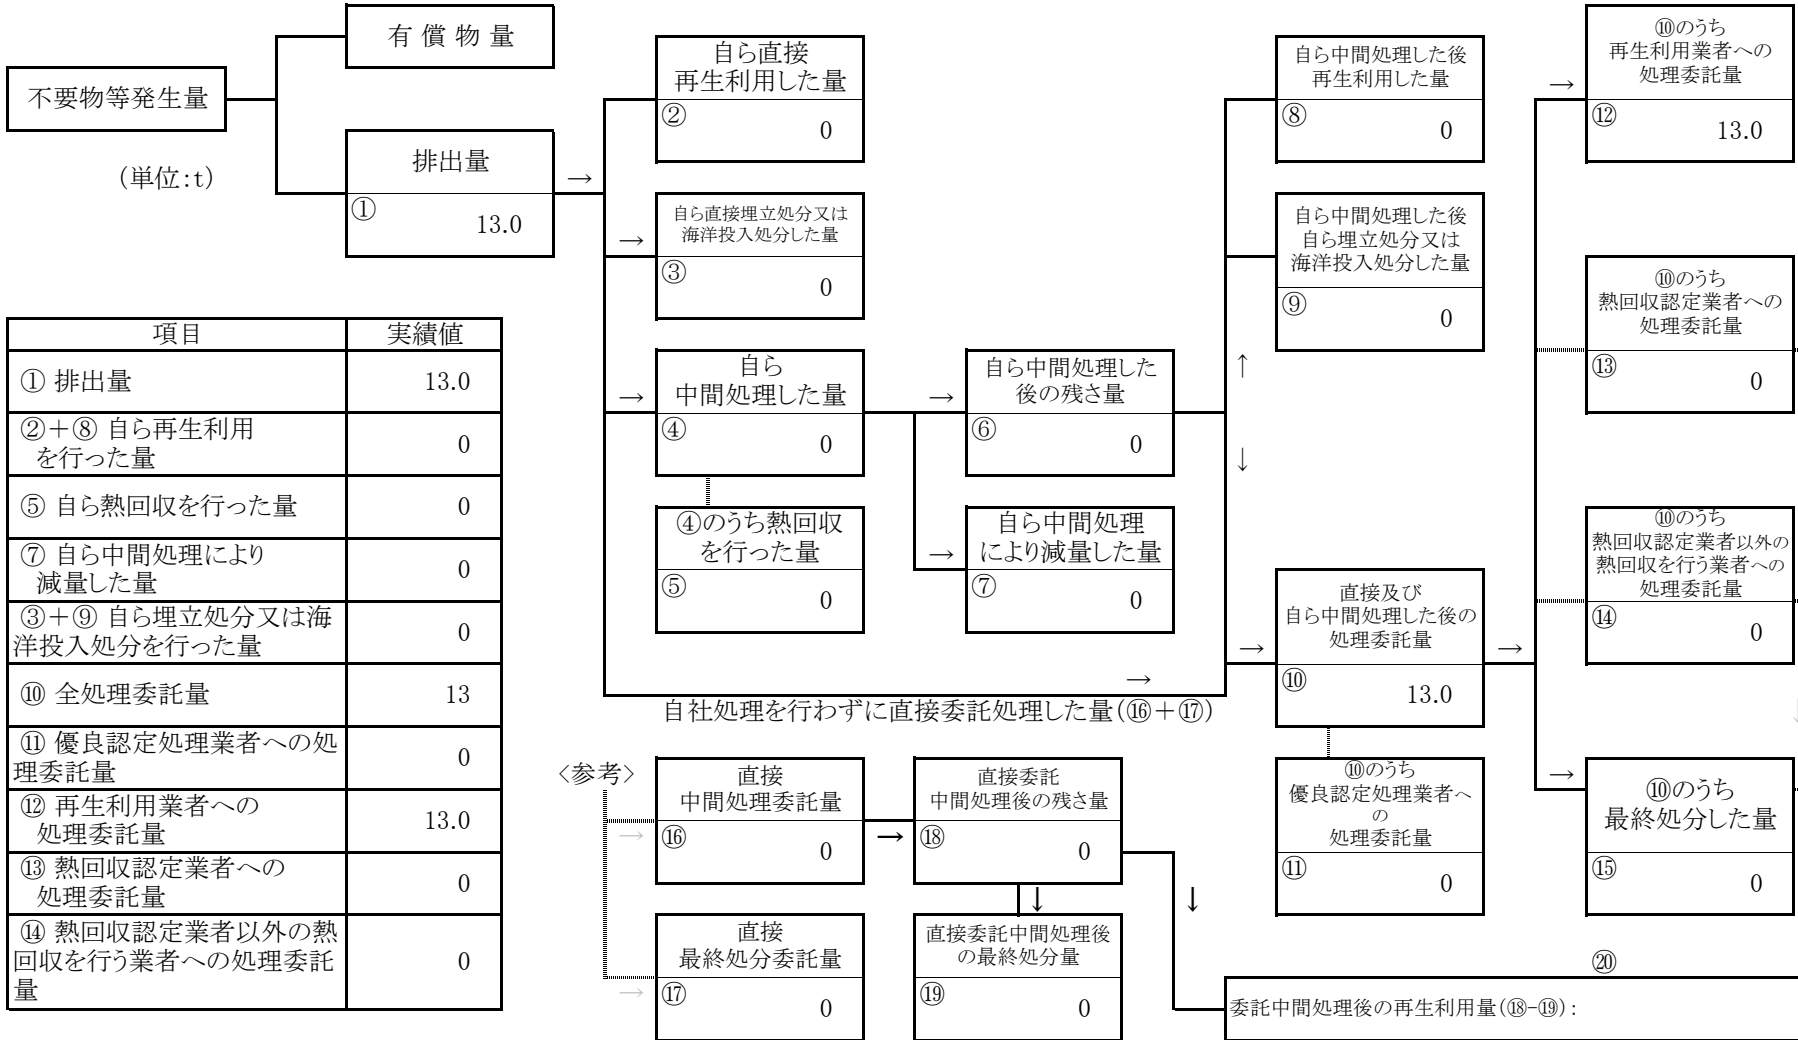 不要物等発生量
(単位:t)
有 償 物 量
排出量
①
13.0
→
自ら直接
再生利用した量
②
0
→
自ら直接埋立処分又は
海洋投入処分した量
③
0
→
自ら
中間処理した量
④
0
④のうち熱回収
を行った量
⑤
0
→
自ら中間処理した
後の残さ量
⑥
0
→
自ら中間処理
により減量した量
⑦
0
自ら中間処理した後
再生利用した量
⑧
0
自ら中間処理した後
自ら埋立処分又は
海洋投入処分した量
⑨
0
↑
↓
→
自社処理を行わずに直接委託処理した量(⑯+⑰)
→
直接及び
自ら中間処理した後の
処理委託量
⑩
13.0
→
⑩のうち
優良認定処理業者へ
の
処理委託量
⑪
0
→
⑩のうち
再生利用業者への
処理委託量
⑫
13.0
⑩のうち
熱回収認定業者への
処理委託量
⑬
0
⑩のうち
熱回収認定業者以外の
熱回収を行う業者への
処理委託量
⑭
0
→
⑩のうち
最終処分した量
⑮
0
項目 実績値
① 排出量 13.0
②+⑧ 自ら再生利用
を行った量 0
⑤ 自ら熱回収を行った量 0
⑦ 自ら中間処理により
減量した量 0
③+⑨ 自ら埋立処分又は海
洋投入処分を行った量 0
⑩ 全処理委託量 13
⑪ 優良認定処理業者への処
理委託量 0
⑫ 再生利用業者への
処理委託量 13.0
⑬ 熱回収認定業者への
処理委託量 0
⑭ 熱回収認定業者以外の熱
回収を行う業者への処理委託
量 0
<参考>
→
直接
中間処理委託量
⑯
0
→
直接委託
中間処理後の残さ量
⑱
0
↓
↓
→
直接
最終処分委託量
⑰
0
直接委託中間処理後
の最終処分量
⑲
0
⑳
委託中間処理後の再生利用量(⑱-⑲):